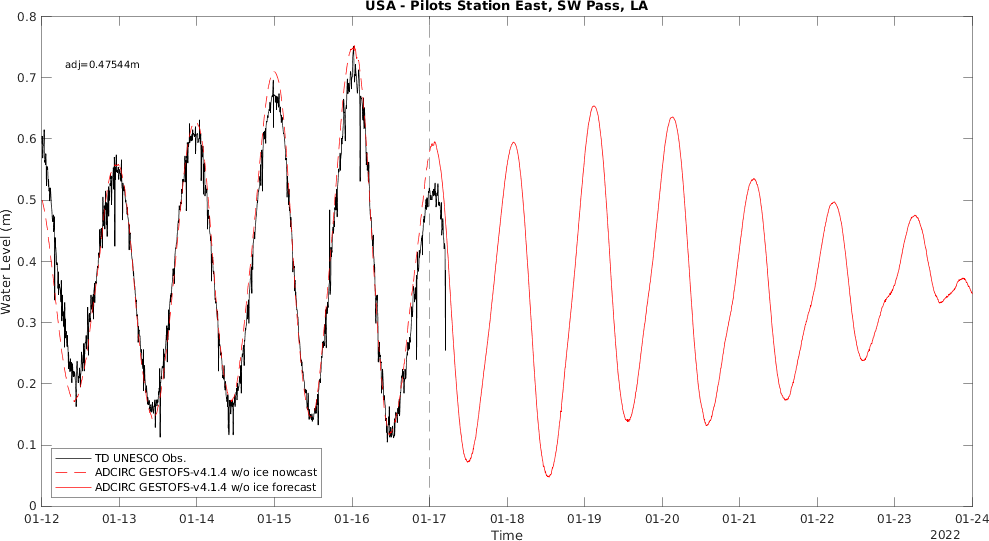 USA - Pilots Station East, SW Pass, LA
adj=0.47544m
Water Level (m)
0.8
0.7
0.6
0.5
0.4
0.3
0.2
0.1
0
TD UNESCO Obs.
ADCIRC GESTOFS-v4.1.4 w/o ice nowcast
ADCIRC GESTOFS-v4.1.4 w/o ice forecast
01-12 01-13 01-14 01-15 01-16 01-17 01-18 01-19 01-20 01-21 01-22 01-23 01-24
Time
2022